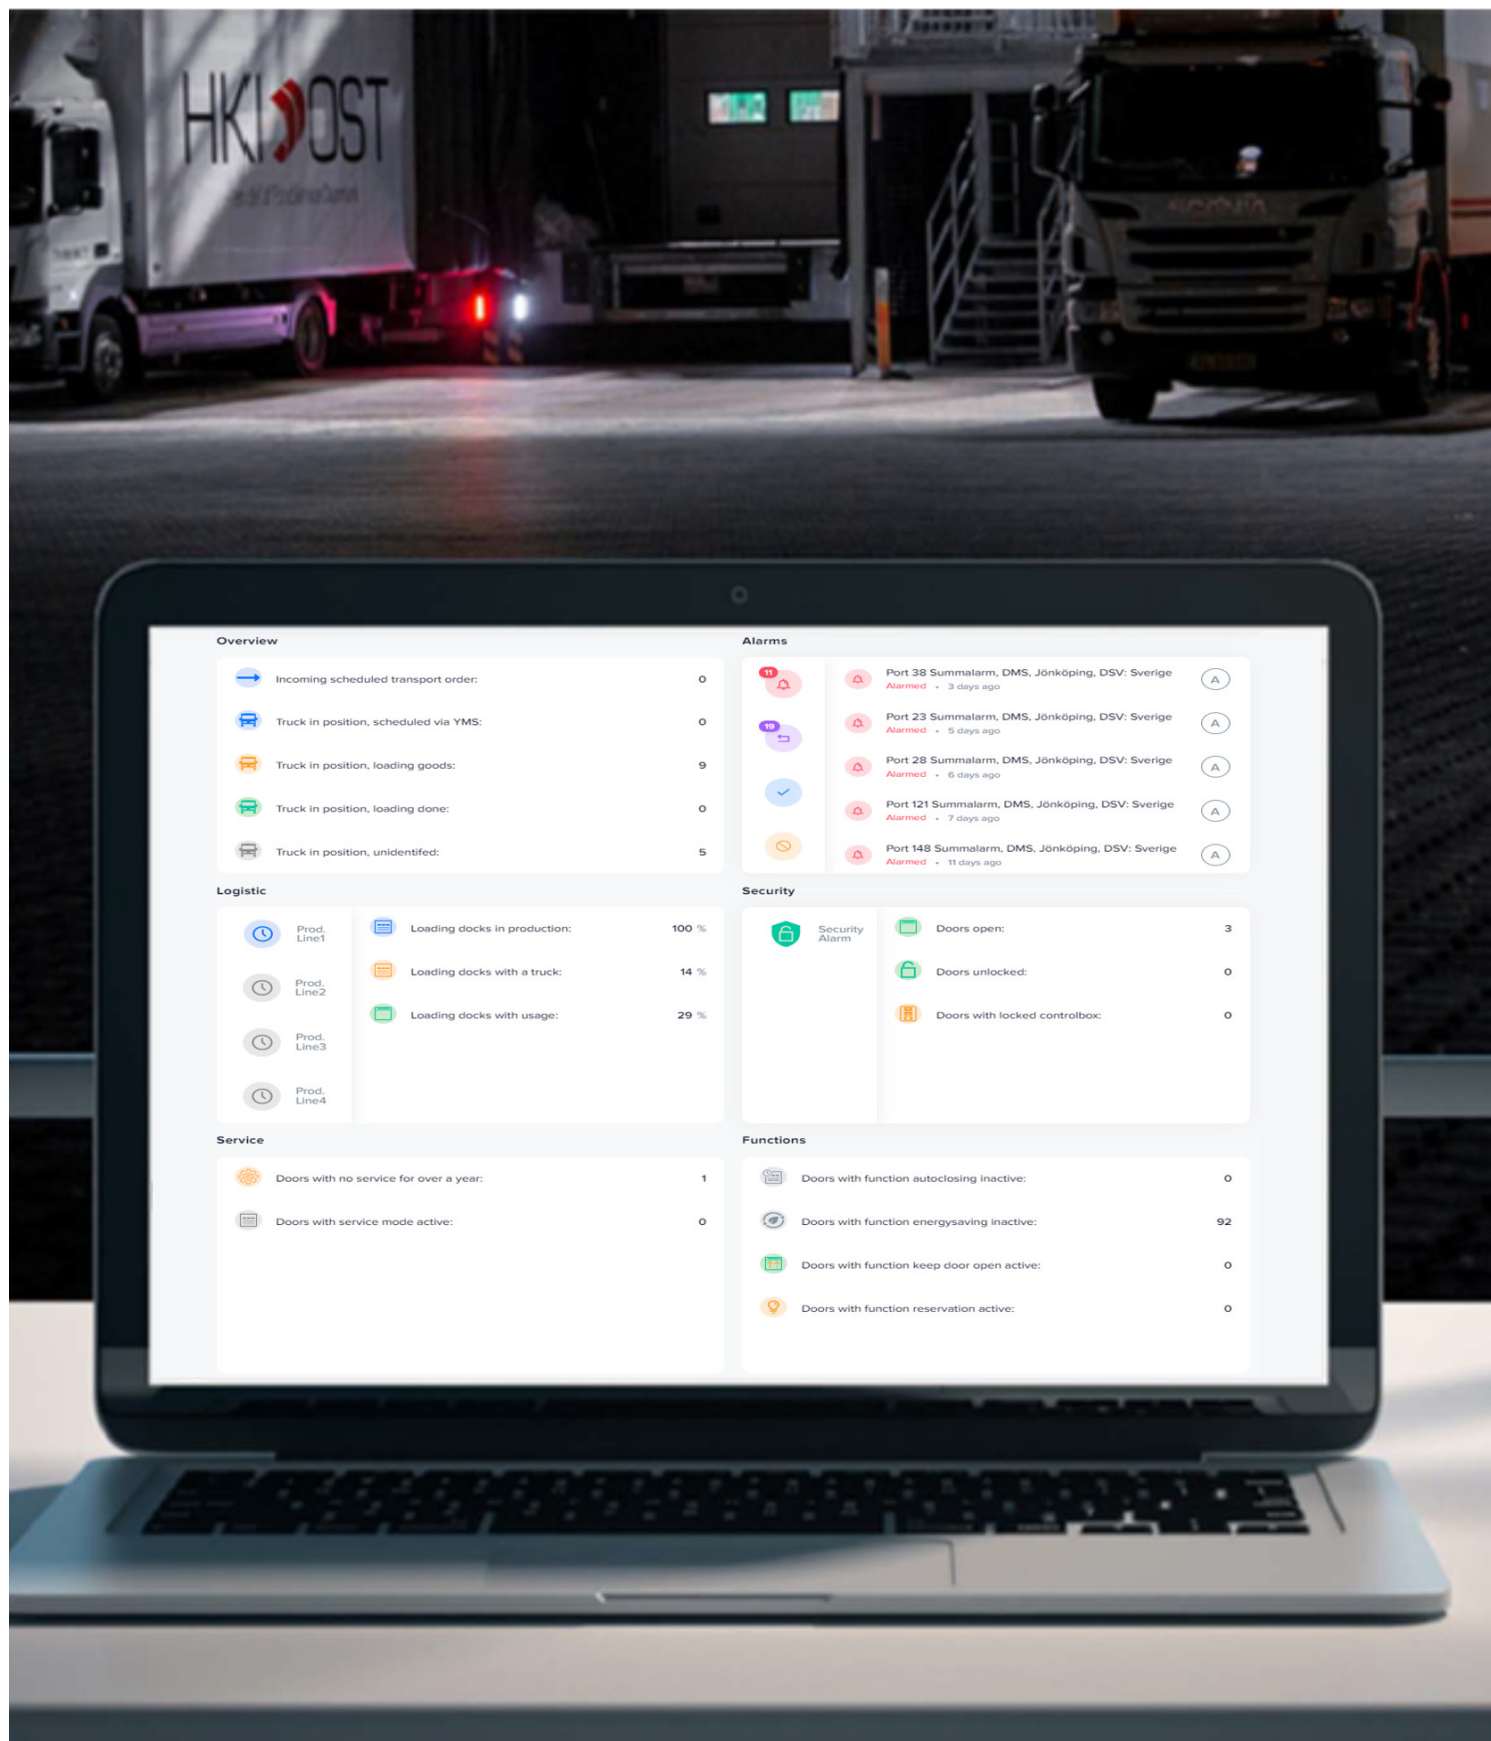 HKI OST
Overview
Incoming scheduled transport order: 0
Truck in position, scheduled via YMS: 0
Truck in position, loading goods: 9
Truck in position, loading done: 0
Truck in position, unidentifed: 5
Alarms
11
19
Port 38 Summalarm, DMS, Jönköping, DSV: Sverige
Alarmed • 3 days ago
A
Port 23 Summalarm, DMS, Jönköping, DSV: Sverige
Alarmed • 5 days ago
A
Port 28 Summalarm, DMS, Jönköping, DSV: Sverige
Alarmed • 6 days ago
A
Port 121 Summalarm, DMS, Jönköping, DSV: Sverige
Alarmed • 7 days ago
A
Port 148 Summalarm, DMS, Jönköping, DSV: Sverige
Alarmed • 11 days ago
A
Logistic
Prod.
Line1
Prod.
Line2
Prod.
Line3
Prod.
Line4
Loading docks in production: 100 %
Loading docks with a truck: 14 %
Loading docks with usage: 29 %
Security
Security
Alarm
Doors open: 3
Doors unlocked: 0
Doors with locked controlbox: 0
Service
Doors with no service for over a year: 1
Doors with service mode active: 0
Functions
Doors with function autoclosing inactive: 0
Doors with function energysaving inactive: 92
Doors with function keep door open active: 0
Doors with function reservation active: 0